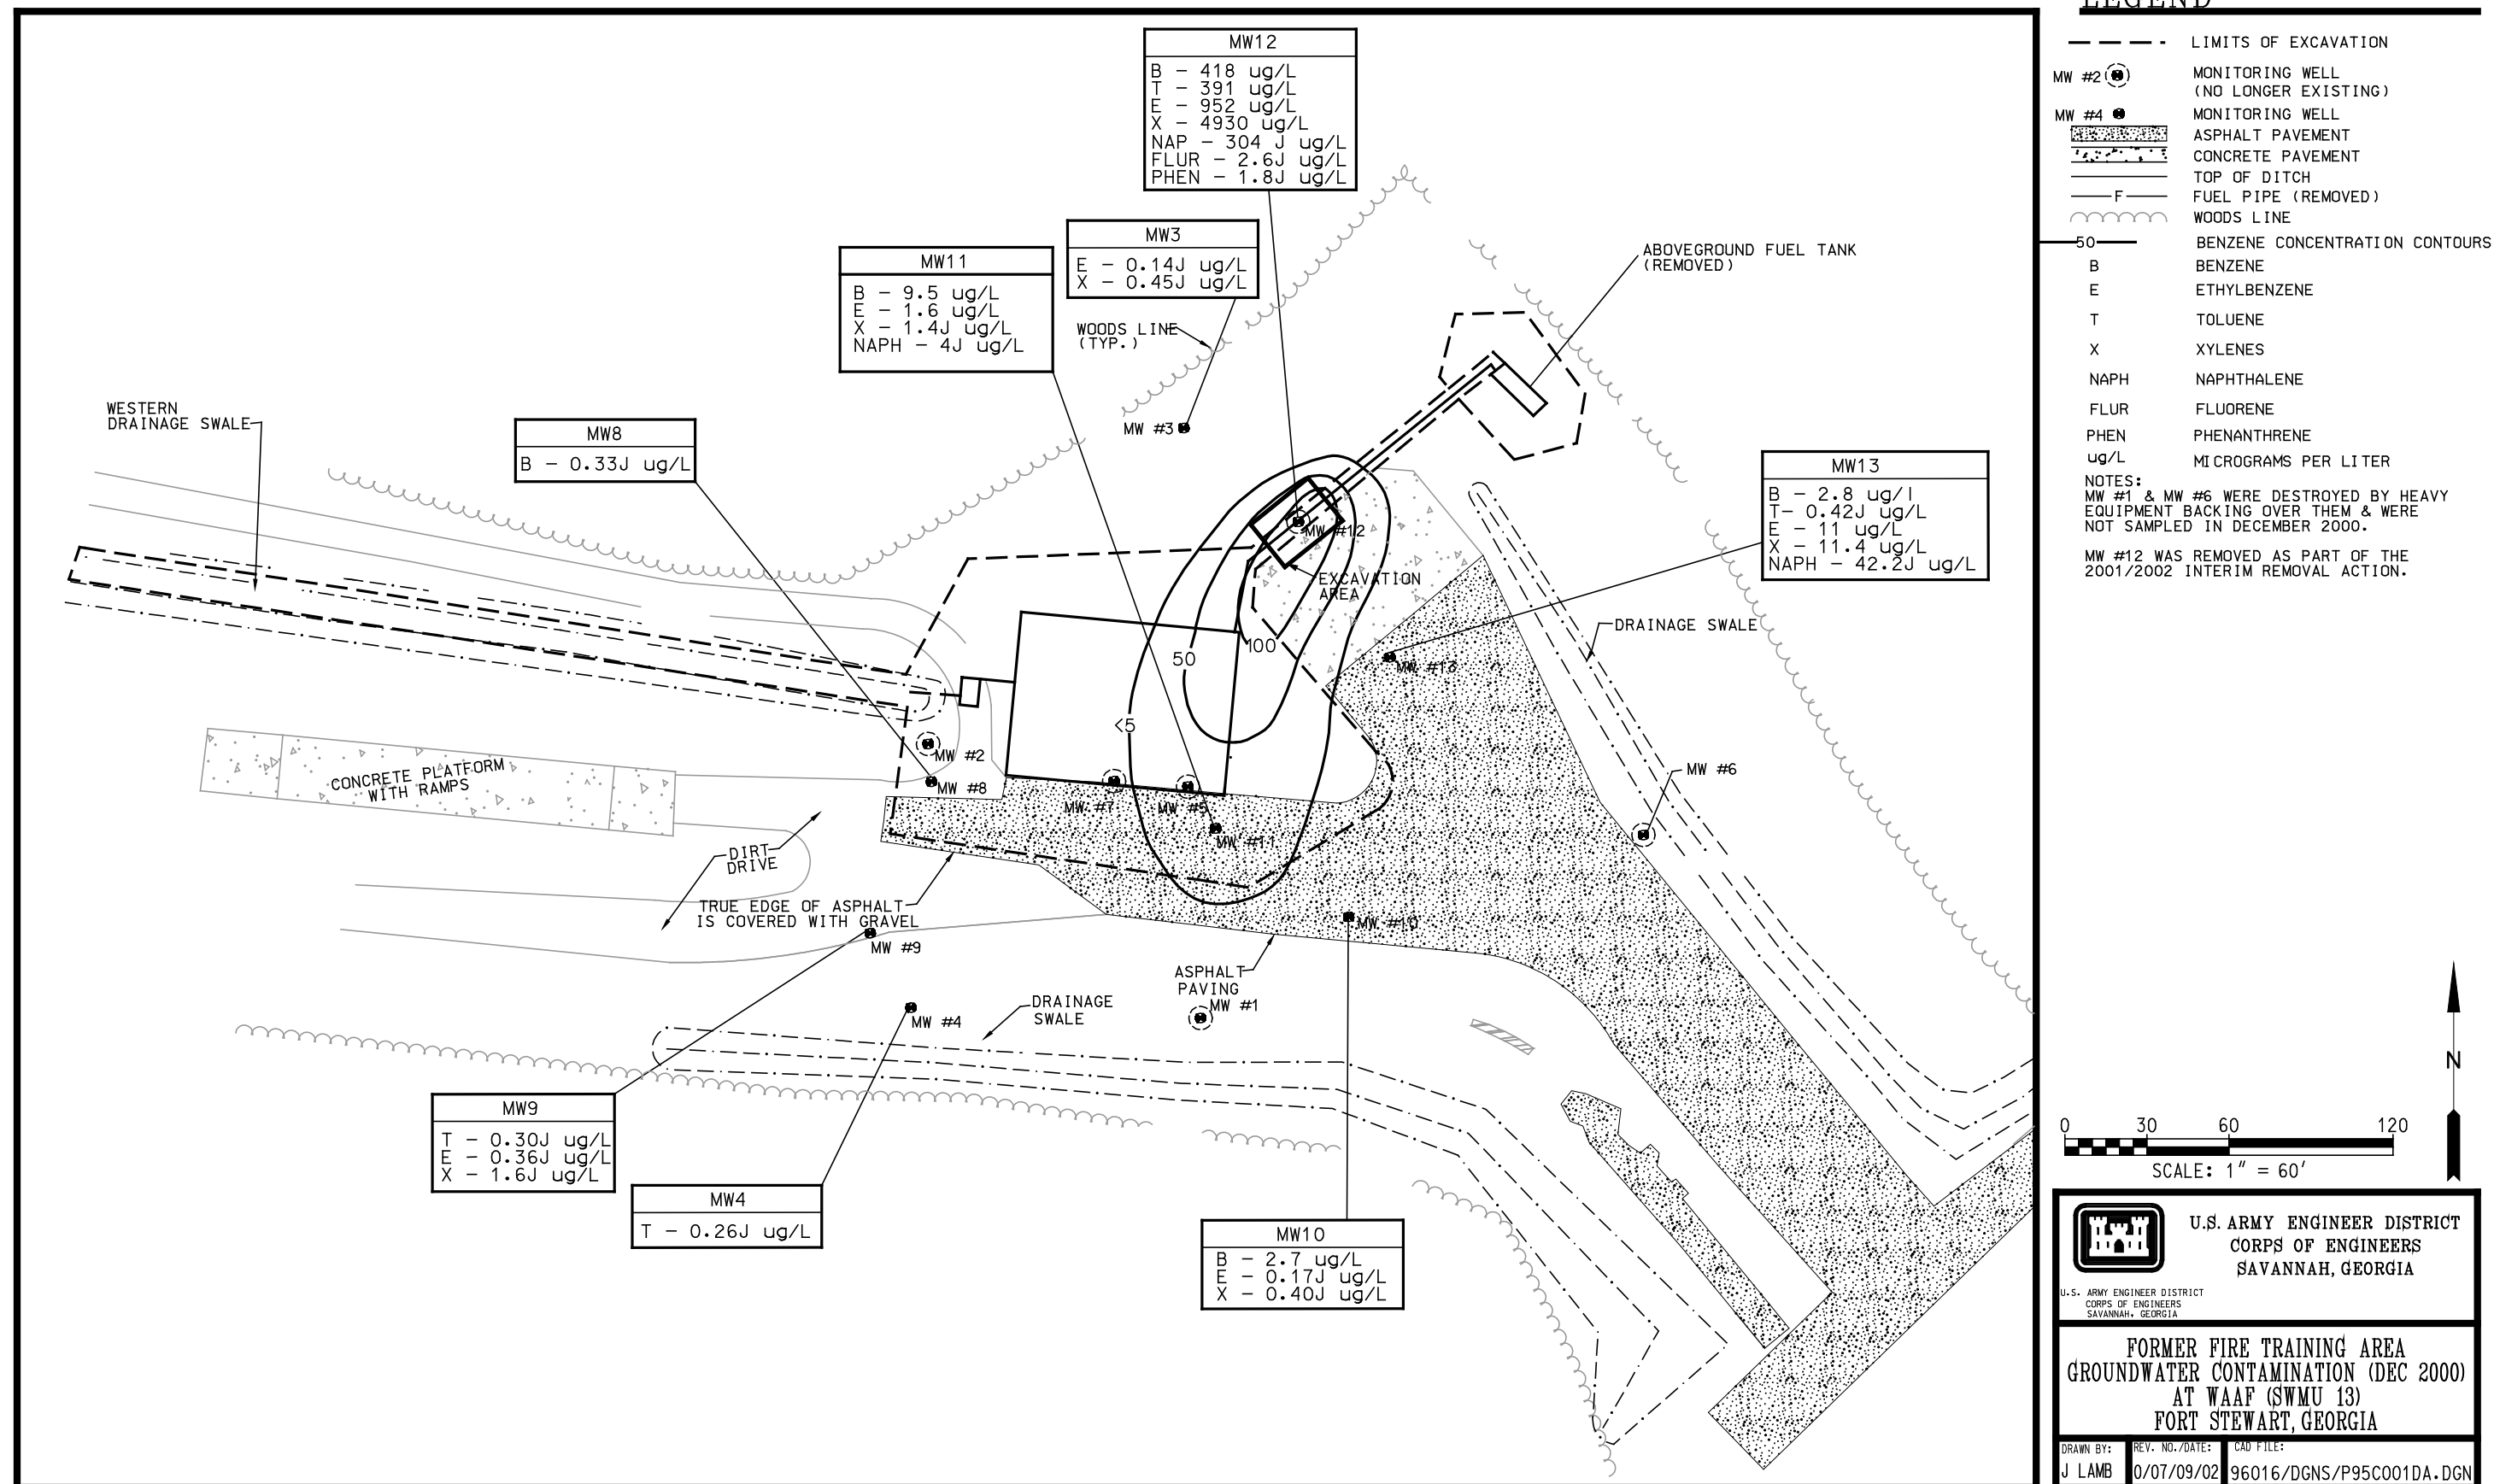 LEGEND
LIMITS OF EXCAVATION
MW #2
MONITORING WELL
(NO LONGER EXISTING)
MW #4
MONITORING WELL
ASPHALT PAVEMENT
CONCRETE PAVEMENT
TOP OF DITCH
F
FUEL PIPE (REMOVED)
WOODS LINE
50
BENZENE CONCENTRATION CONTOURS
B BENZENE
E ETHYLBENZENE
T TOLUENE
X XYLENES
NAPH NAPHTHALENE
FLUR FLUORENE
PHEN PHENANTHRENE
ug/L MICROGRAMS PER LITER
NOTES:
MW #1 & MW #6 WERE DESTROYED BY HEAVY
EQUIPMENT BACKING OVER THEM & WERE
NOT SAMPLED IN DECEMBER 2000.
MW #12 WAS REMOVED AS PART OF THE
2001/2002 INTERIM REMOVAL ACTION.
MW12
B - 418 ug/L
T - 391 ug/L
E - 952 ug/L
X - 4930 ug/L
NAP - 304 J ug/L
FLUR - 2.6J ug/L
PHEN - 1.8J ug/L
MW3
E - 0.14J ug/L
X - 0.45J ug/L
MW11
B - 9.5 ug/L
E - 1.6 ug/L
X - 1.4J ug/L
NAPH - 4J ug/L
ABOVEGROUND FUEL TANK
(REMOVED)
WOODS LINE
(TYP.)
WESTERN
DRAINAGE SWALE
MW8
B - 0.33J ug/L
MW #3
MW13
B - 2.8 ug/l
T- 0.42J ug/L
E - 11 ug/L
X - 11.4 ug/L
NAPH - 42.2J ug/L
MW #12
EXCAVATION
AREA
DRAINAGE SWALE
100
50
MW #13
<5
MW #2
MW #8
MW #6
CONCRETE PLATFORM
WITH RAMPS
MW #7
MW #5
MW #11
DIRT
DRIVE
TRUE EDGE OF ASPHALT
IS COVERED WITH GRAVEL
MW #10
MW #9
ASPHALT
PAVING
MW #1
DRAINAGE
SWALE
MW #4
MW9
T - 0.30J ug/L
E - 0.36J ug/L
X - 1.6J ug/L
MW4
T - 0.26J ug/L
MW10
B - 2.7 ug/L
E - 0.17J ug/L
X - 0.40J ug/L
N
0 30 60 120
SCALE: 1" = 60'
U.S. ARMY ENGINEER DISTRICT
CORPS OF ENGINEERS
SAVANNAH, GEORGIA
U.S. ARMY ENGINEER DISTRICT
CORPS OF ENGINEERS
SAVANNAH, GEORGIA
FORMER FIRE TRAINING AREA
GROUNDWATER CONTAMINATION (DEC 2000)
AT WAAF (SWMU 13)
FORT STEWART, GEORGIA
DRAWN BY: REV. NO./DATE: CAD FILE:
J LAMB 0/07/09/02 96016/DGNS/P95C001DA.DGN